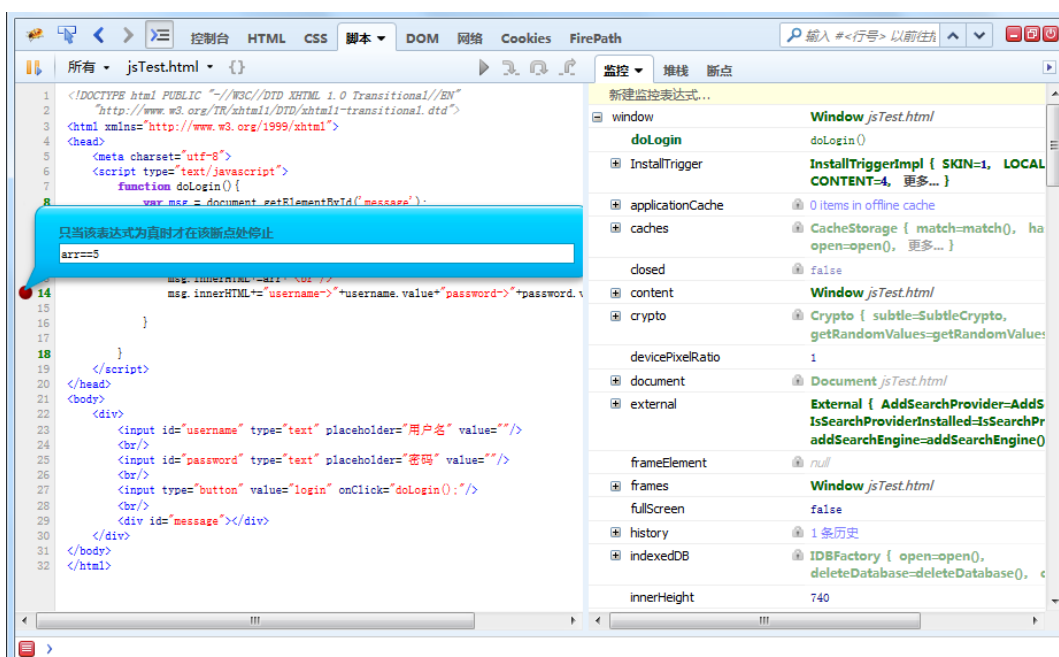 控制台 HTML CSS 脚本 DOM 网络 Cookies FirePath 输入 #<行号> 以前往
所有 jsTest.html {} 监控 堆栈 断点
新建监控表达式...
1 <!DOCTYPE html PUBLIC "-//W3C//DTD XHTML 1.0 Transitional//EN"
2 "http://www.w3.org/TR/xhtml1/DTD/xhtml1-transitional.dtd">
3 <html xmlns="http://www.w3.org/1999/xhtml">
4 <head>
5 <meta charset="utf-8">
6 <script type="text/javascript">
7 function doLogin(){
8 var msg = document.getElementById('message');
只当该表达式为真时才在该断点处停止
arr==5
msg.innerHTML+=arr+"<br />"
14 msg.innerHTML+="username->"+username.value+"password->"+password.v
15
16 }
17
18 }
19 </script>
20 </head>
21 <body>
22 <div>
23 <input id="username" type="text" placeholder="用户名" value=""/>
24 <br/>
25 <input id="password" type="text" placeholder="密码" value=""/>
26 <br/>
27 <input type="button" value="login" onClick="doLogin();"/>
28 <br/>
29 <div id="message"></div>
30 </div>
31 </body>
32 </html>
window Window jsTest.html
doLogin doLogin()
InstallTrigger InstallTriggerImpl { SKIN=1, LOCAL
CONTENT=4, 更多... }
applicationCache 0 items in offline cache
caches CacheStorage { match=match(), ha
open=open(), 更多... }
closed false
content Window jsTest.html
crypto Crypto { subtle=SubtleCrypto,
getRandomValues=getRandomValues
devicePixelRatio 1
document Document jsTest.html
external External { AddSearchProvider=AddS
IsSearchProviderInstalled=IsSearchPr
addSearchEngine=addSearchEngine()
frameElement null
frames Window jsTest.html
fullScreen false
history 1 条历史
indexedDB IDBFactory { open=open(),
deleteDatabase=deleteDatabase(), c
innerHeight 740